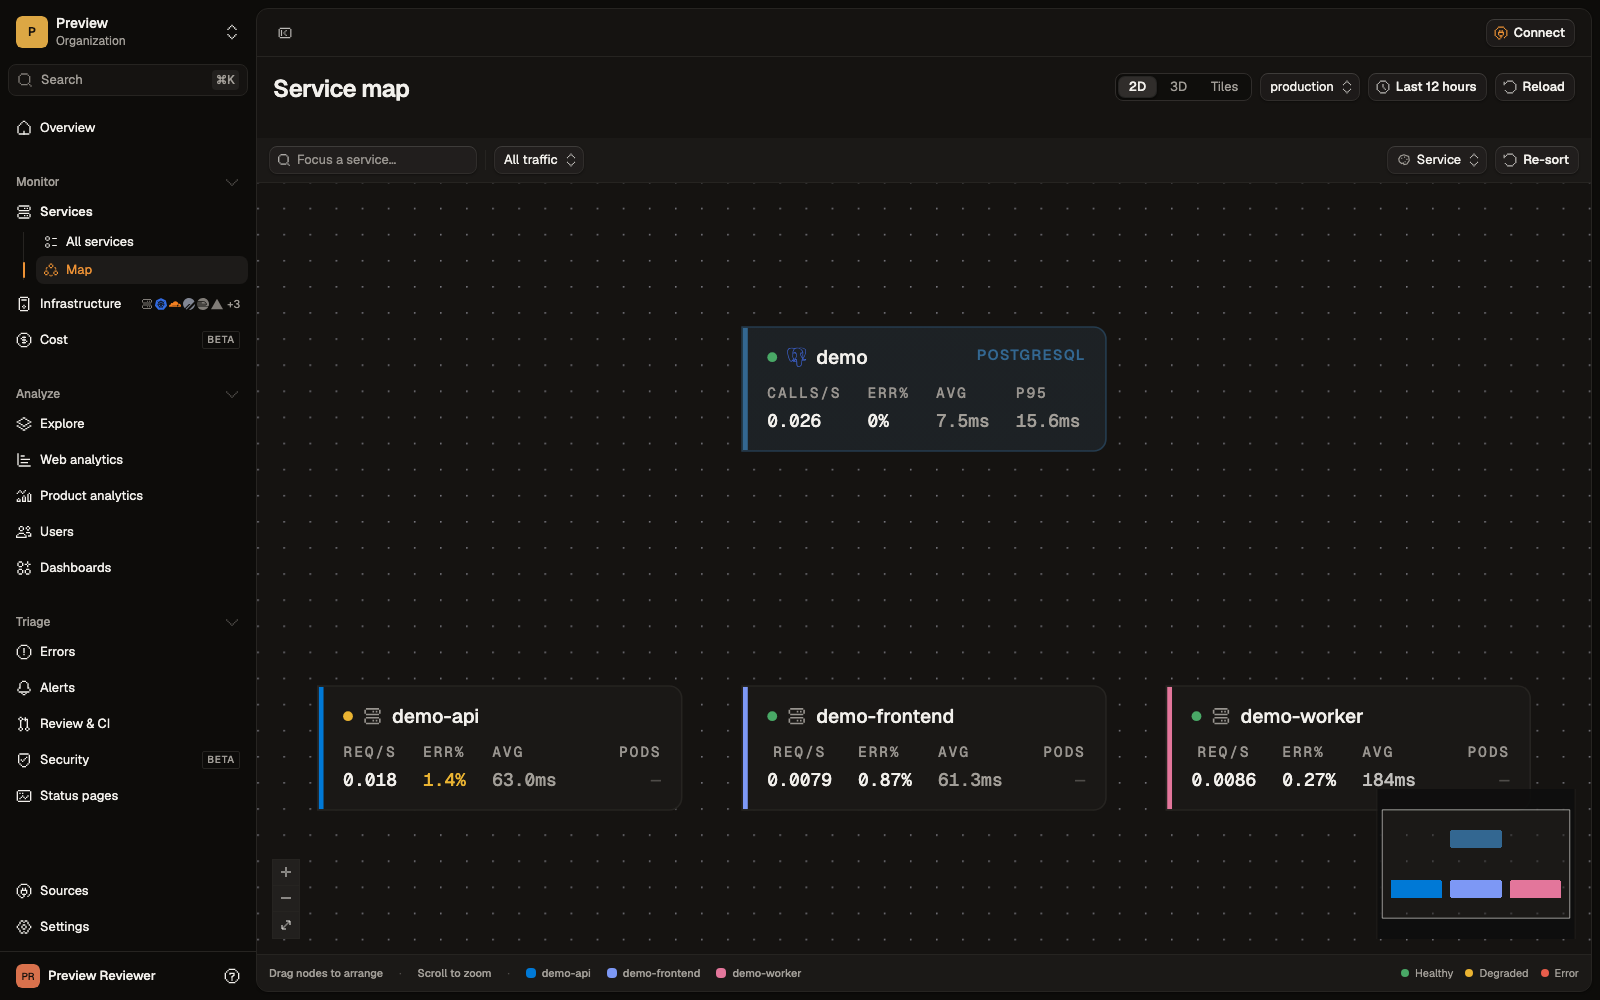 P
Preview
Organization
Search
⌘K
Overview
Monitor
Services
All services
Map
Infrastructure
+3
Cost
BETA
Analyze
Explore
Web analytics
Product analytics
Users
Dashboards
Triage
Errors
Alerts
Review & CI
Security
BETA
Status pages
Sources
Settings
PR
Preview Reviewer
Connect
Service map
2D 3D Tiles
production
Last 12 hours
Reload
Focus a service...
All traffic
Service
Re-sort
demo
POSTGRESQL
CALLS/S ERR% AVG P95
0.026 0% 7.5ms 15.6ms
demo-api
REQ/S ERR% AVG PODS
0.018 1.4% 63.0ms —
demo-frontend
REQ/S ERR% AVG PODS
0.0079 0.87% 61.3ms —
demo-worker
REQ/S ERR% AVG PODS
0.0086 0.27% 184ms —
Drag nodes to arrange · Scroll to zoom · demo-api demo-frontend demo-worker
Healthy Degraded Error